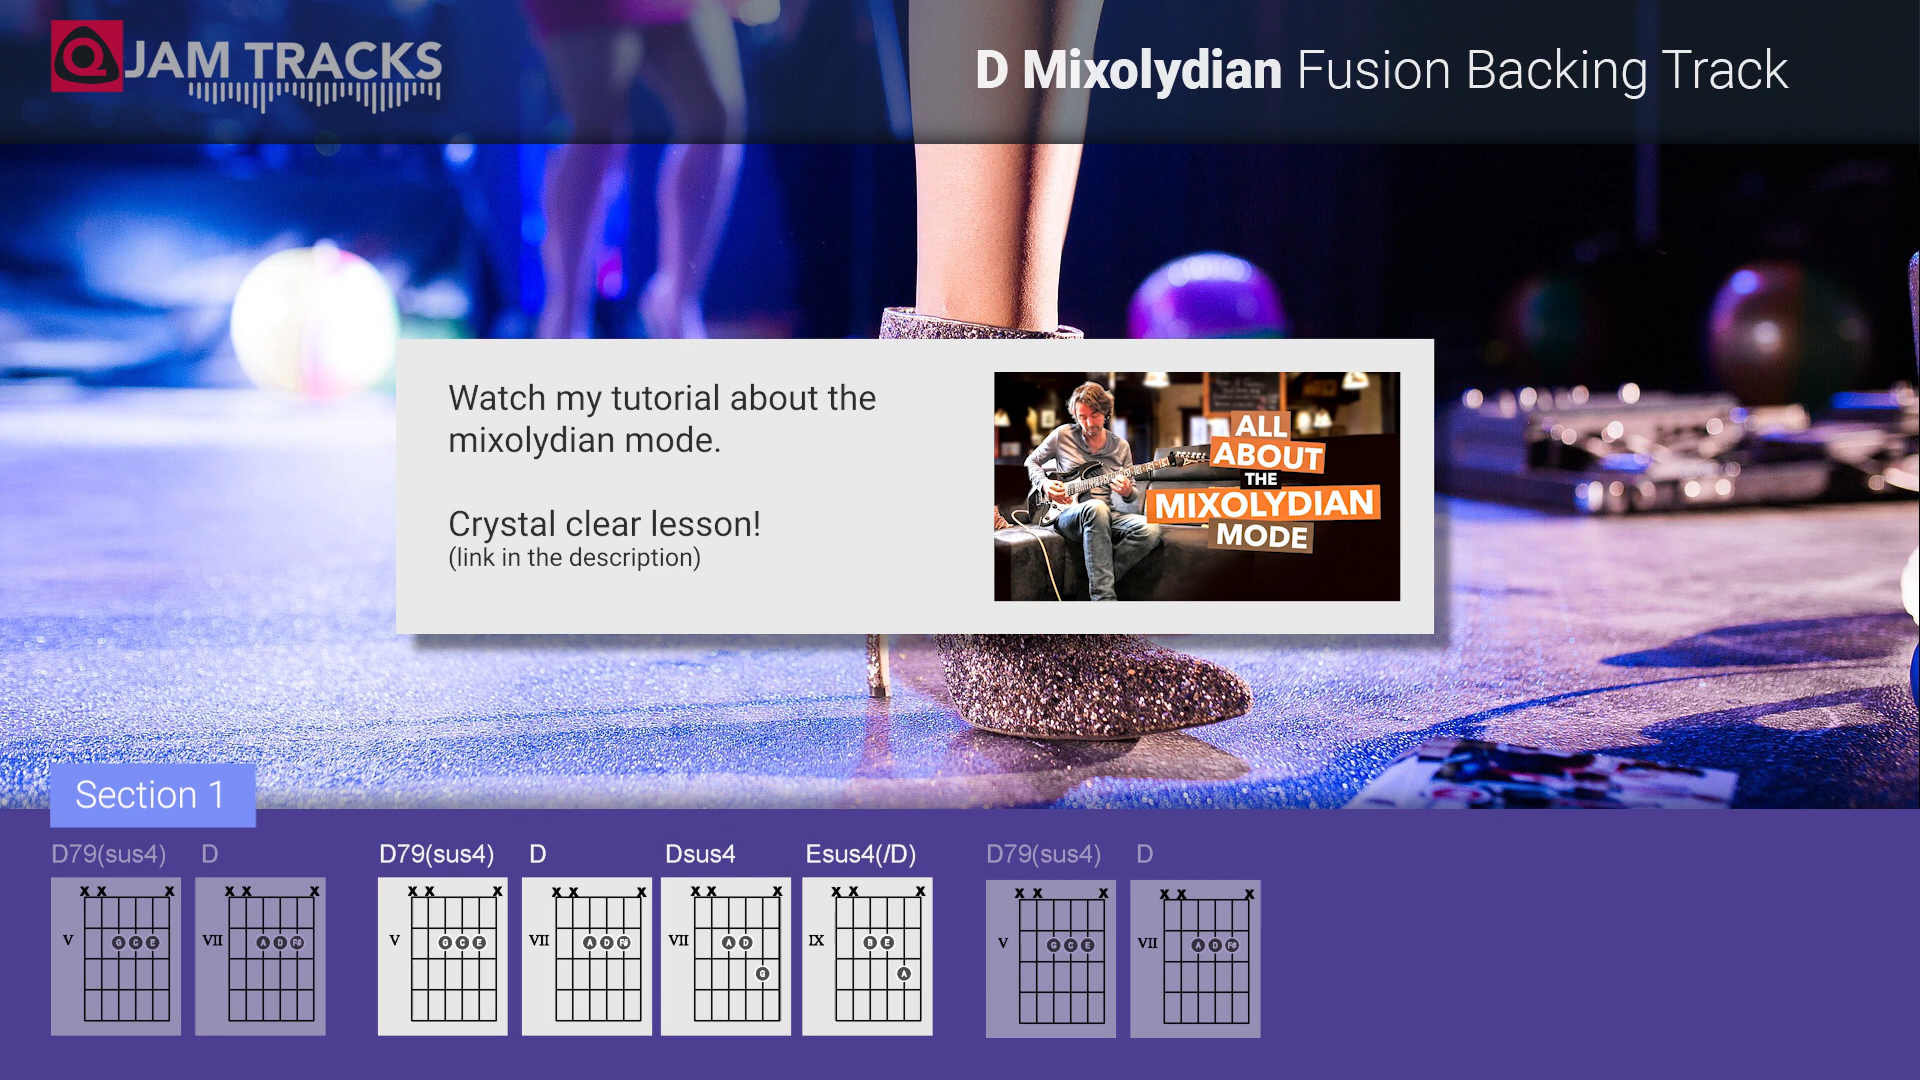 Q JAM TRACKS
D Mixolydian Fusion Backing Track
Watch my tutorial about the
mixolydian mode.
Crystal clear lesson!
(link in the description)
ALL
ABOUT
THE
MIXOLYDIAN
MODE
Section 1
D79(sus4) D D79(sus4) D Dsus4 Esus4(/D) D79(sus4) D
x x x x x x x x x x x x x x x x x x x x x x x x
V G C E VII A D F# V G C E VII A D F# VII A D IX B E V G C E VII A D F#
G A